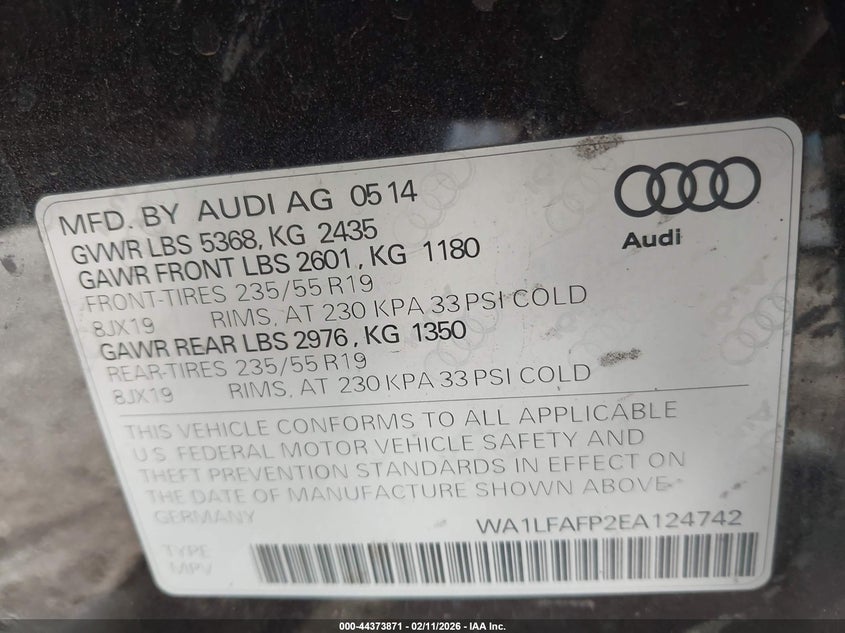 MFD. BY AUDI AG 0514
GVWR LBS 5368, KG 2435
GAWR FRONT LBS 2601, KG 1180
FRONT-TIRES 235/55 R19
8JX19 RIMS, AT 230 KPA 33 PSI COLD
GAWR REAR LBS 2976, KG 1350
REAR-TIRES 235/55 R19
8JX19 RIMS, AT 230 KPA 33 PSI COLD
Audi
THIS VEHICLE CONFORMS TO ALL APPLICABLE
U.S. FEDERAL MOTOR VEHICLE SAFETY AND
THEFT PREVENTION STANDARDS IN EFFECT ON
THE DATE OF MANUFACTURE SHOWN ABOVE.
GERMANY
WA1LFAFP2EA124742
TYPE
MPV
000-44373871 - 02/11/2026 - IAA Inc.